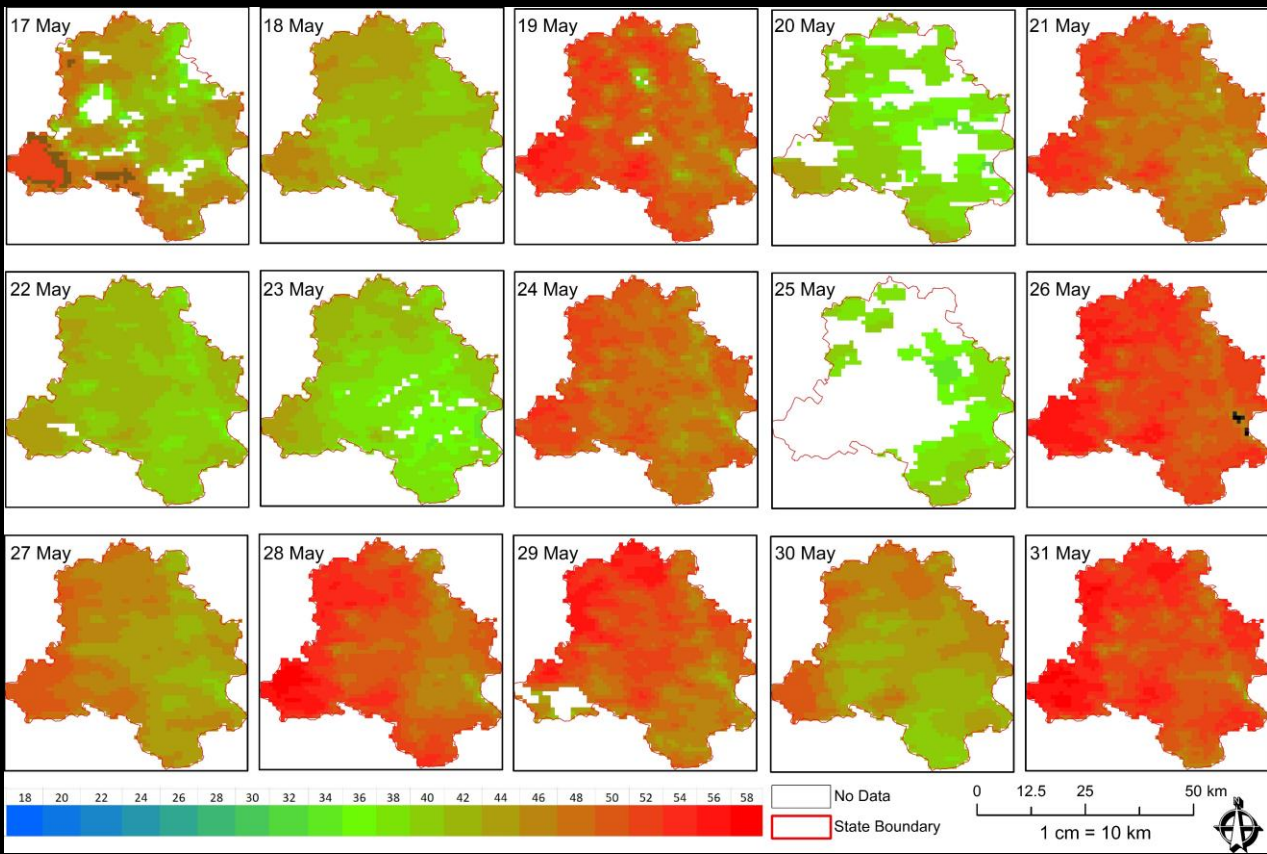 17 May
18 May
19 May
20 May
21 May
22 May
23 May
24 May
25 May
26 May
27 May
28 May
29 May
30 May
31 May
18 20 22 24 26 28 30 32 34 36 38 40 42 44 46 48 50 52 54 56 58
No Data
State Boundary
0 12.5 25 50 km
1 cm = 10 km